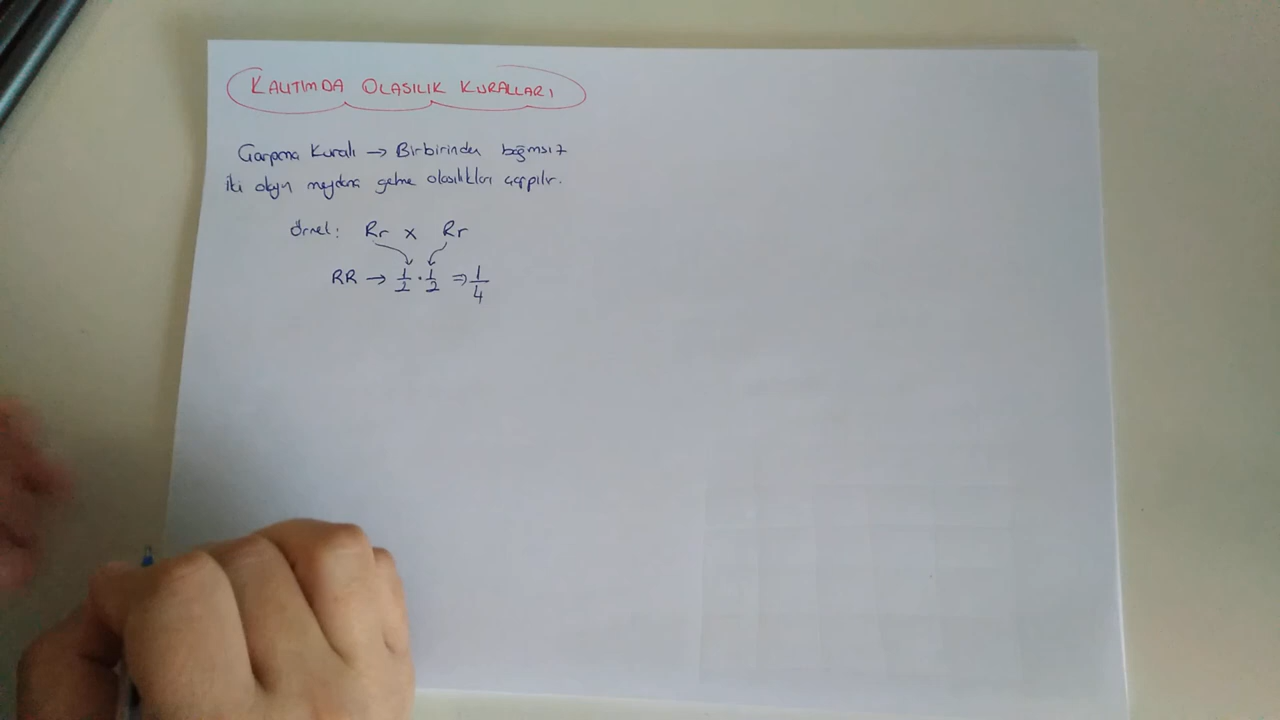 KALITIMDA OLASILIK KURALLARI
Çarpma Kuralı → Birbirinden bağımsız
iki olayın meydana gelme olasılıkları çarpılır.
Örnek: Rr x Rr
RR → 1/2 · 1/2 ⇒ 1/4